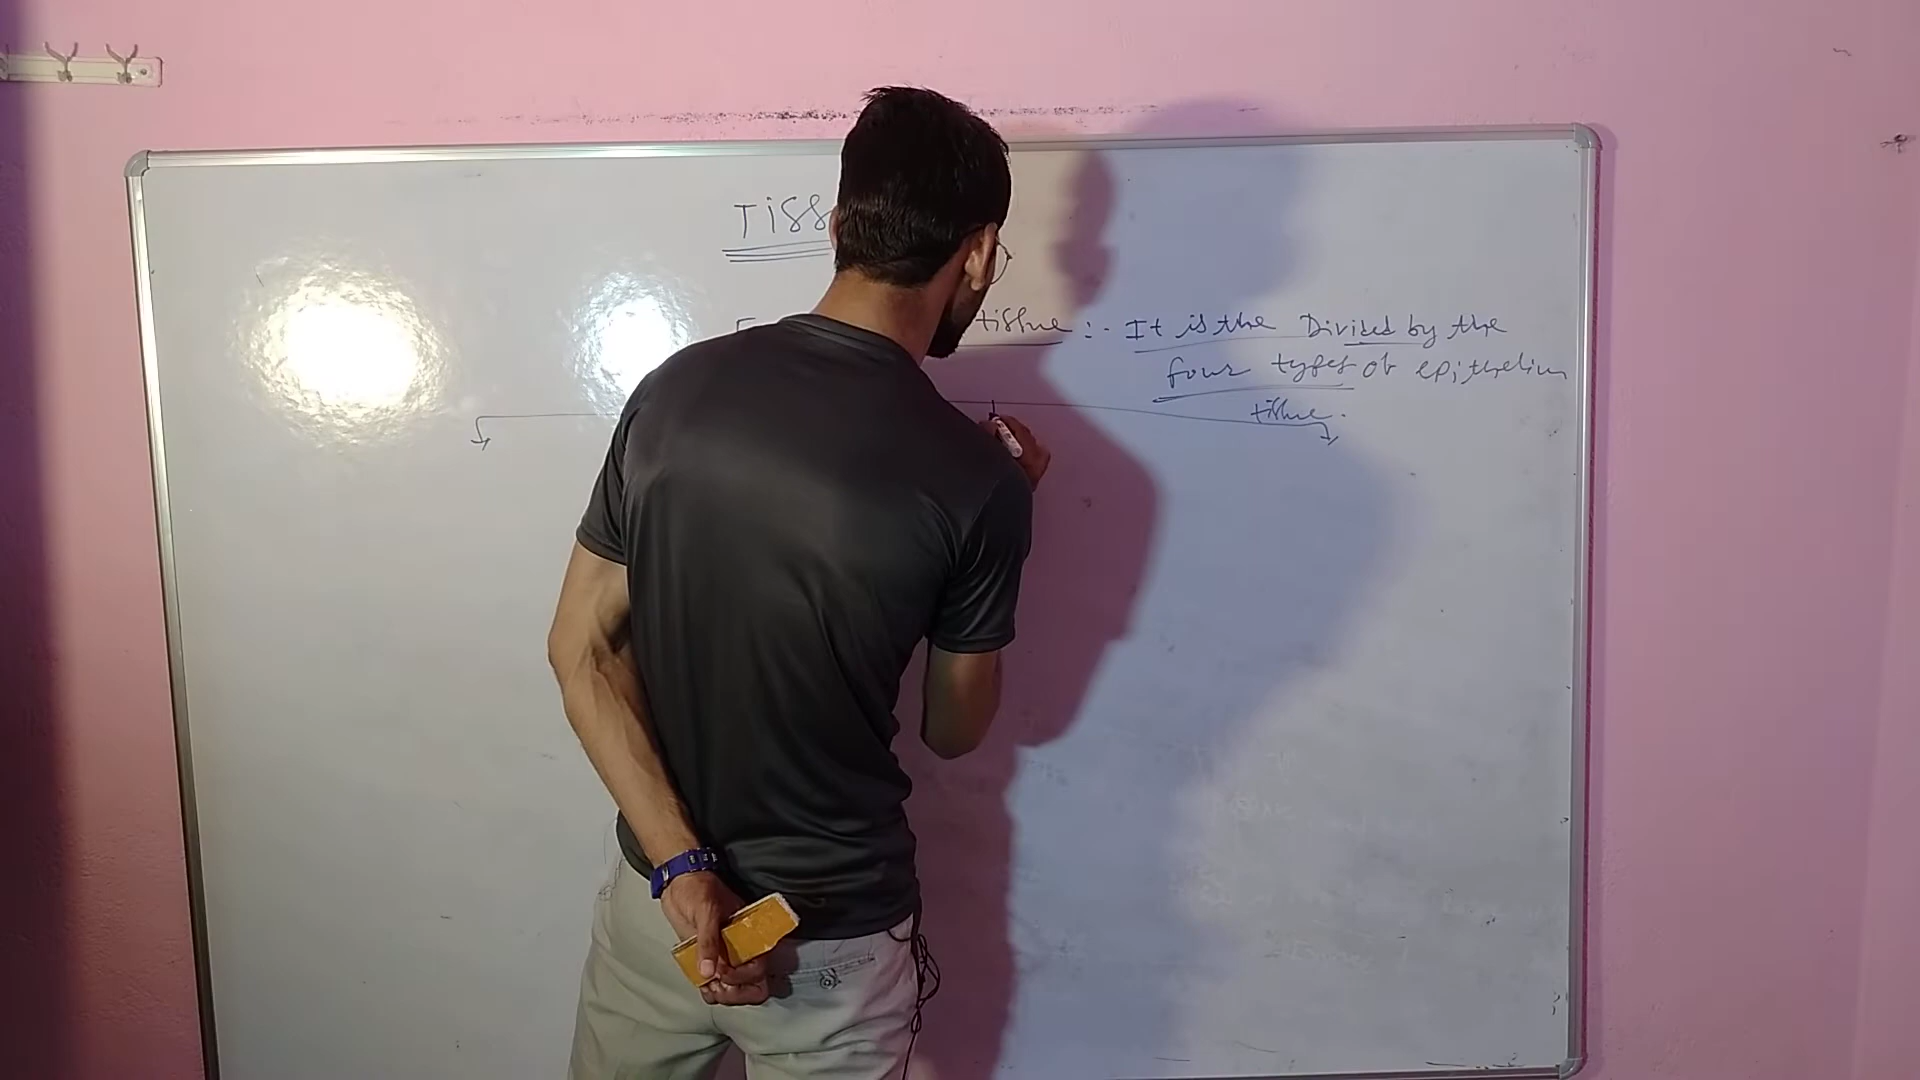 Tiss
tissue :- It is the Divided by the
four types of epithelium
tissue.